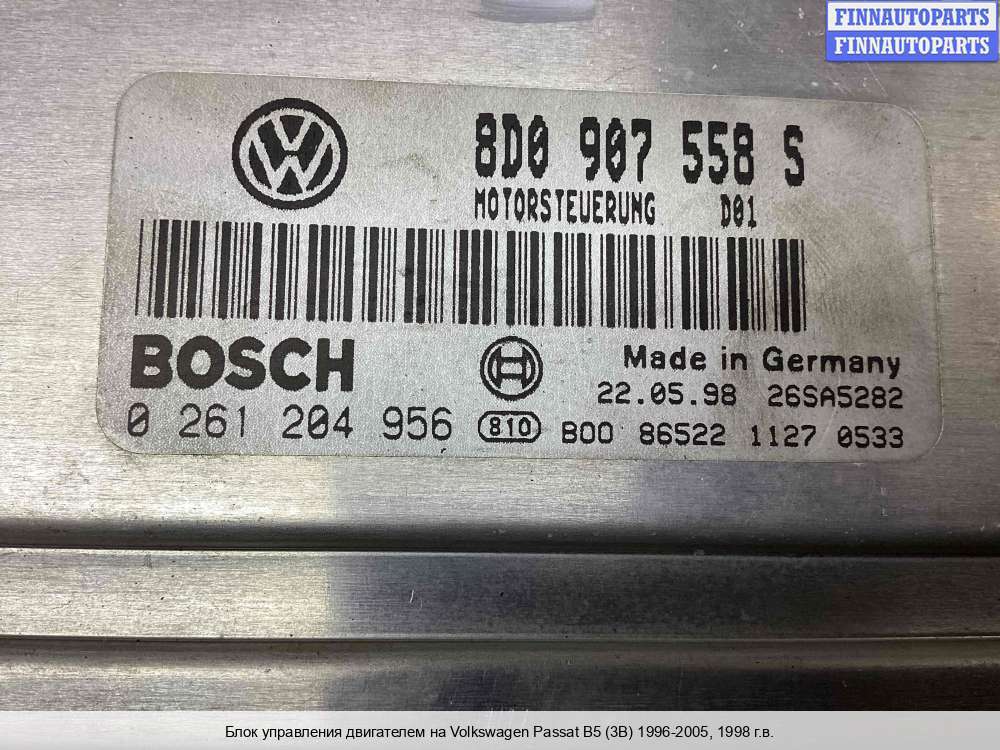 FINNAUTOPARTS
FINNAUTOPARTS
8D0 907 558 S
MOTORSTEUERUNG D01
BOSCH
Made in Germany
22.05.98 26SA5282
0 261 204 956 810 B00 86522 1127 0533
Блок управления двигателем на Volkswagen Passat B5 (3B) 1996-2005, 1998 г.в.